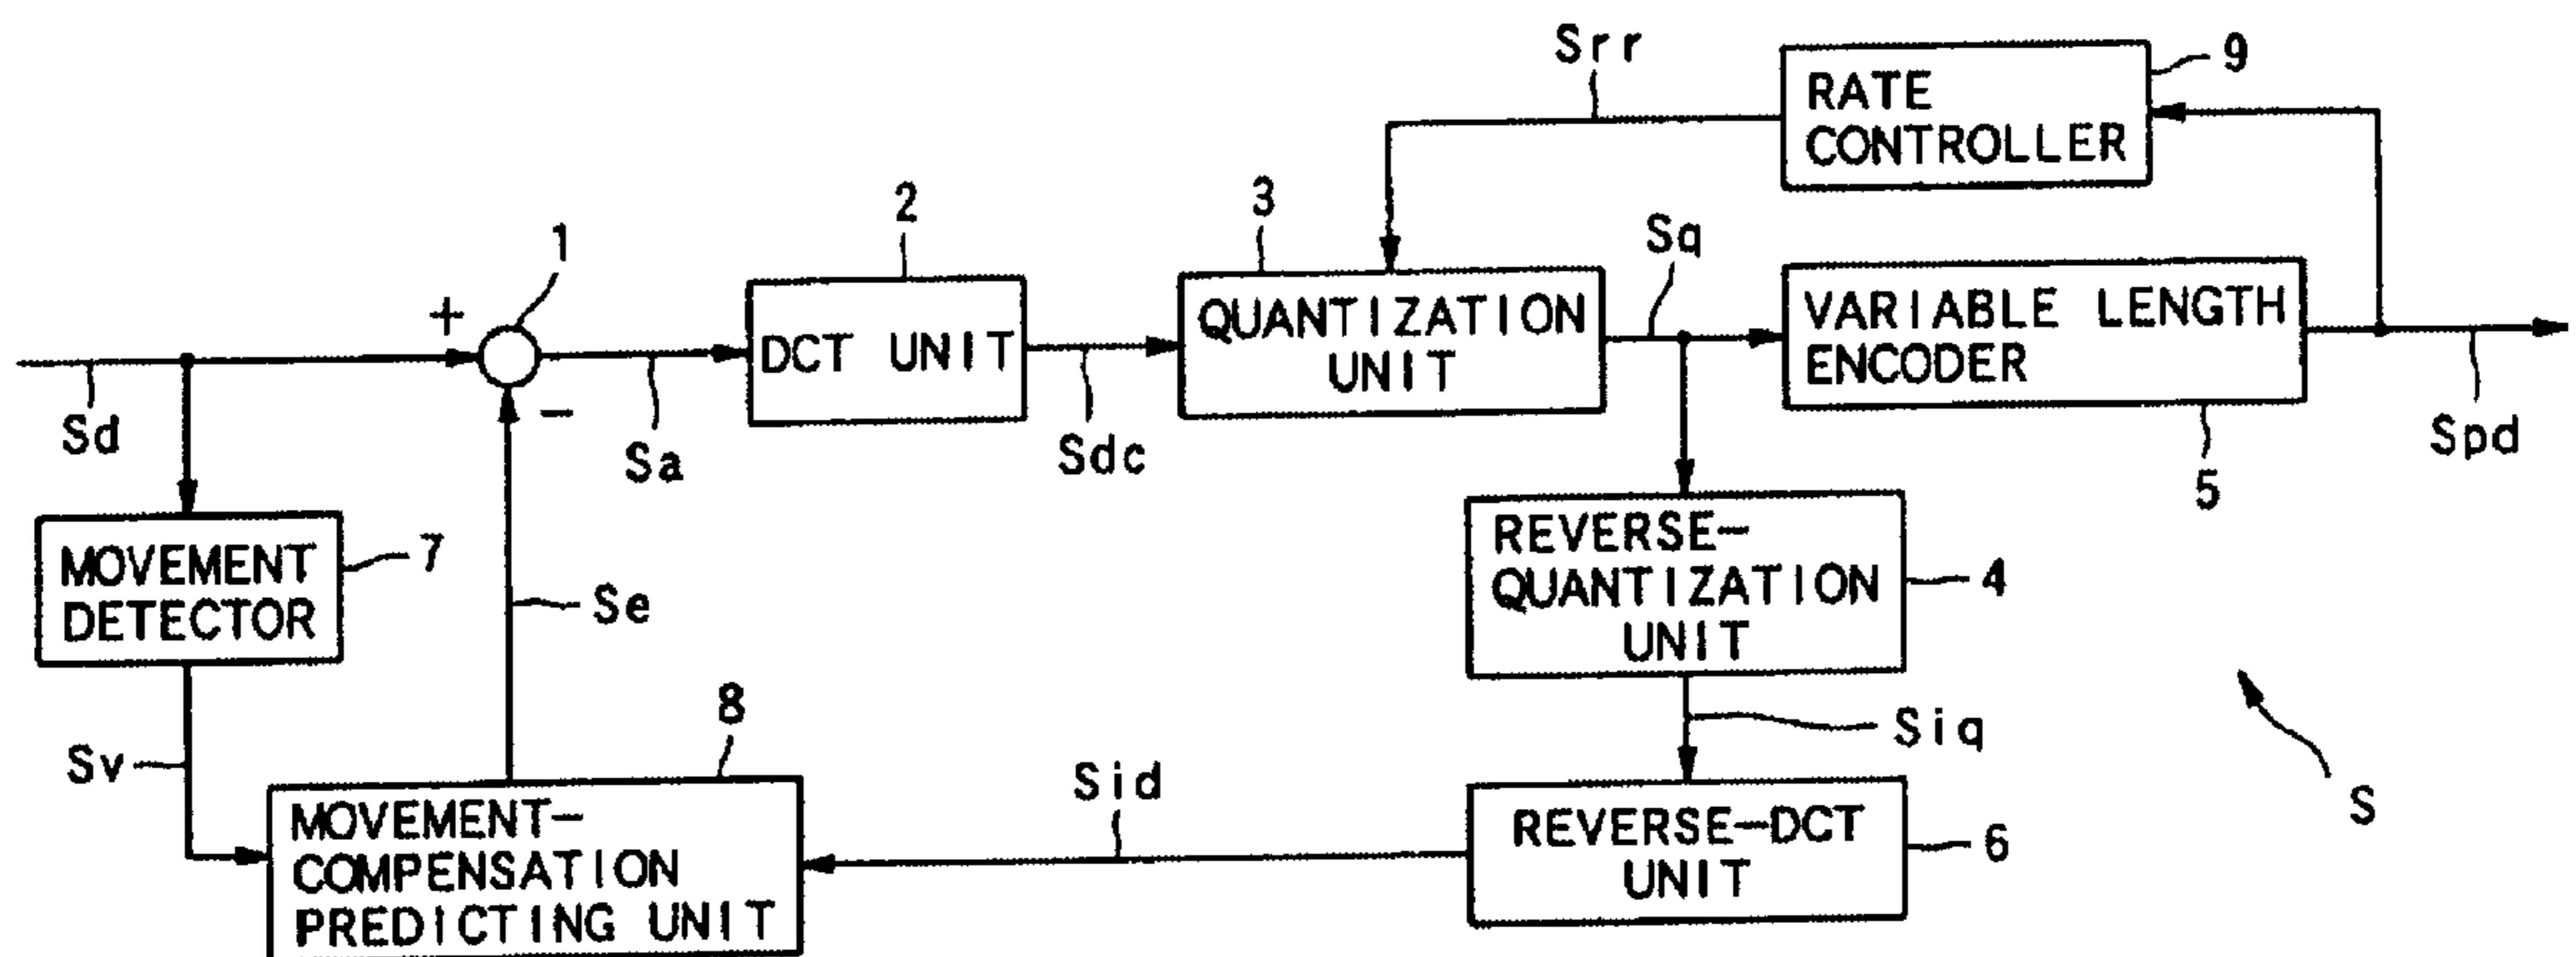 Srr
9
RATE
CONTROLLER
2
3
Sq
1
+
DCT UNIT
QUANTIZATION
UNIT
VARIABLE LENGTH
ENCODER
−
Sd
Sa
Sdc
Spd
5
MOVEMENT
DETECTOR
7
Se
REVERSE−
QUANTIZATION
UNIT
4
8
Siq
Sv
Sid
S
MOVEMENT−
COMPENSATION
PREDICTING UNIT
REVERSE−DCT
UNIT
6